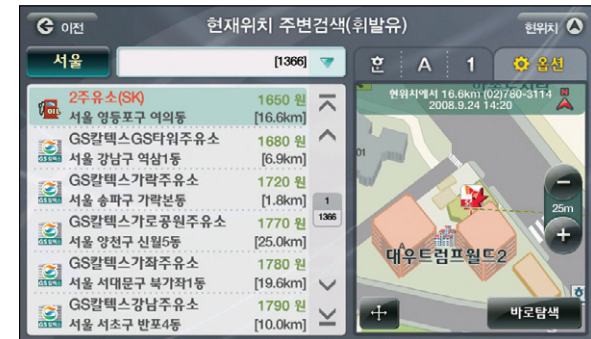 이전
현재위치 주변검색(휘발유)
현위치
서울
[1366]
호 A 1
옵션
2주유소(SK) 1650 원
서울 영등포구 여의동 [16.6km]
GS칼텍스GS타워주유소 1680 원
서울 강남구 역삼1동 [6.9km]
GS칼텍스가락주유소 1720 원
서울 송파구 가락본동 [1.8km]
GS칼텍스가로공원주유소 1770 원
서울 양천구 신월5동 [25.0km]
GS칼텍스가좌주유소 1780 원
서울 서대문구 북가좌1동 [19.6km]
GS칼텍스강남주유소 1790 원
서울 서초구 반포4동 [10.0km]
1
1366
현위치에서 16.6km (02)780-3114
2008.9.24 14:20
01
25m
대우트럼프월드2
바로탐색